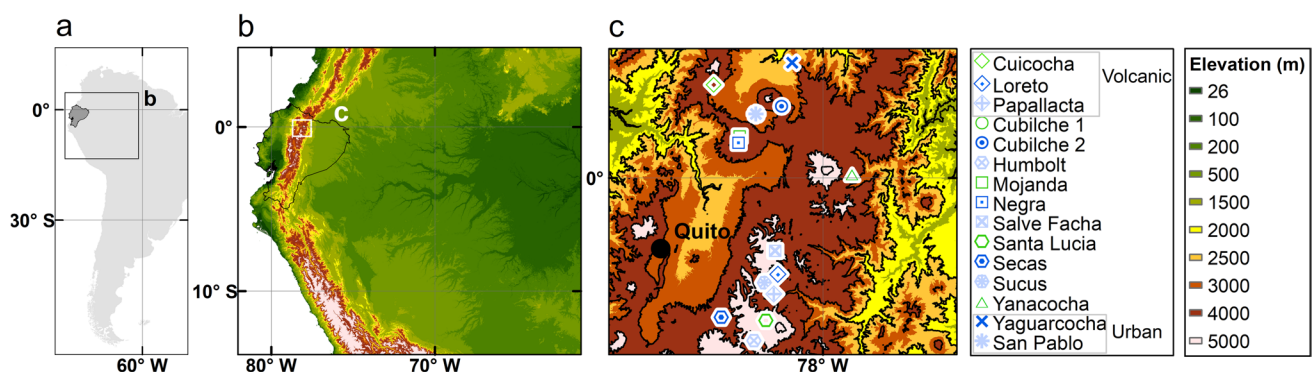 a
b
0°
30° S
60° W
b
c
0°
10° S
80° W
70° W
c
Quito
0°
78° W
Cuicocha
Loreto
Papallacta
Volcanic
Cubilche 1
Cubilche 2
Humbolt
Mojanda
Negra
Salve Facha
Santa Lucia
Secas
Sucus
Yanacocha
Yaguarcocha
San Pablo
Urban
Elevation (m)
26
100
200
500
1500
2000
2500
3000
4000
5000